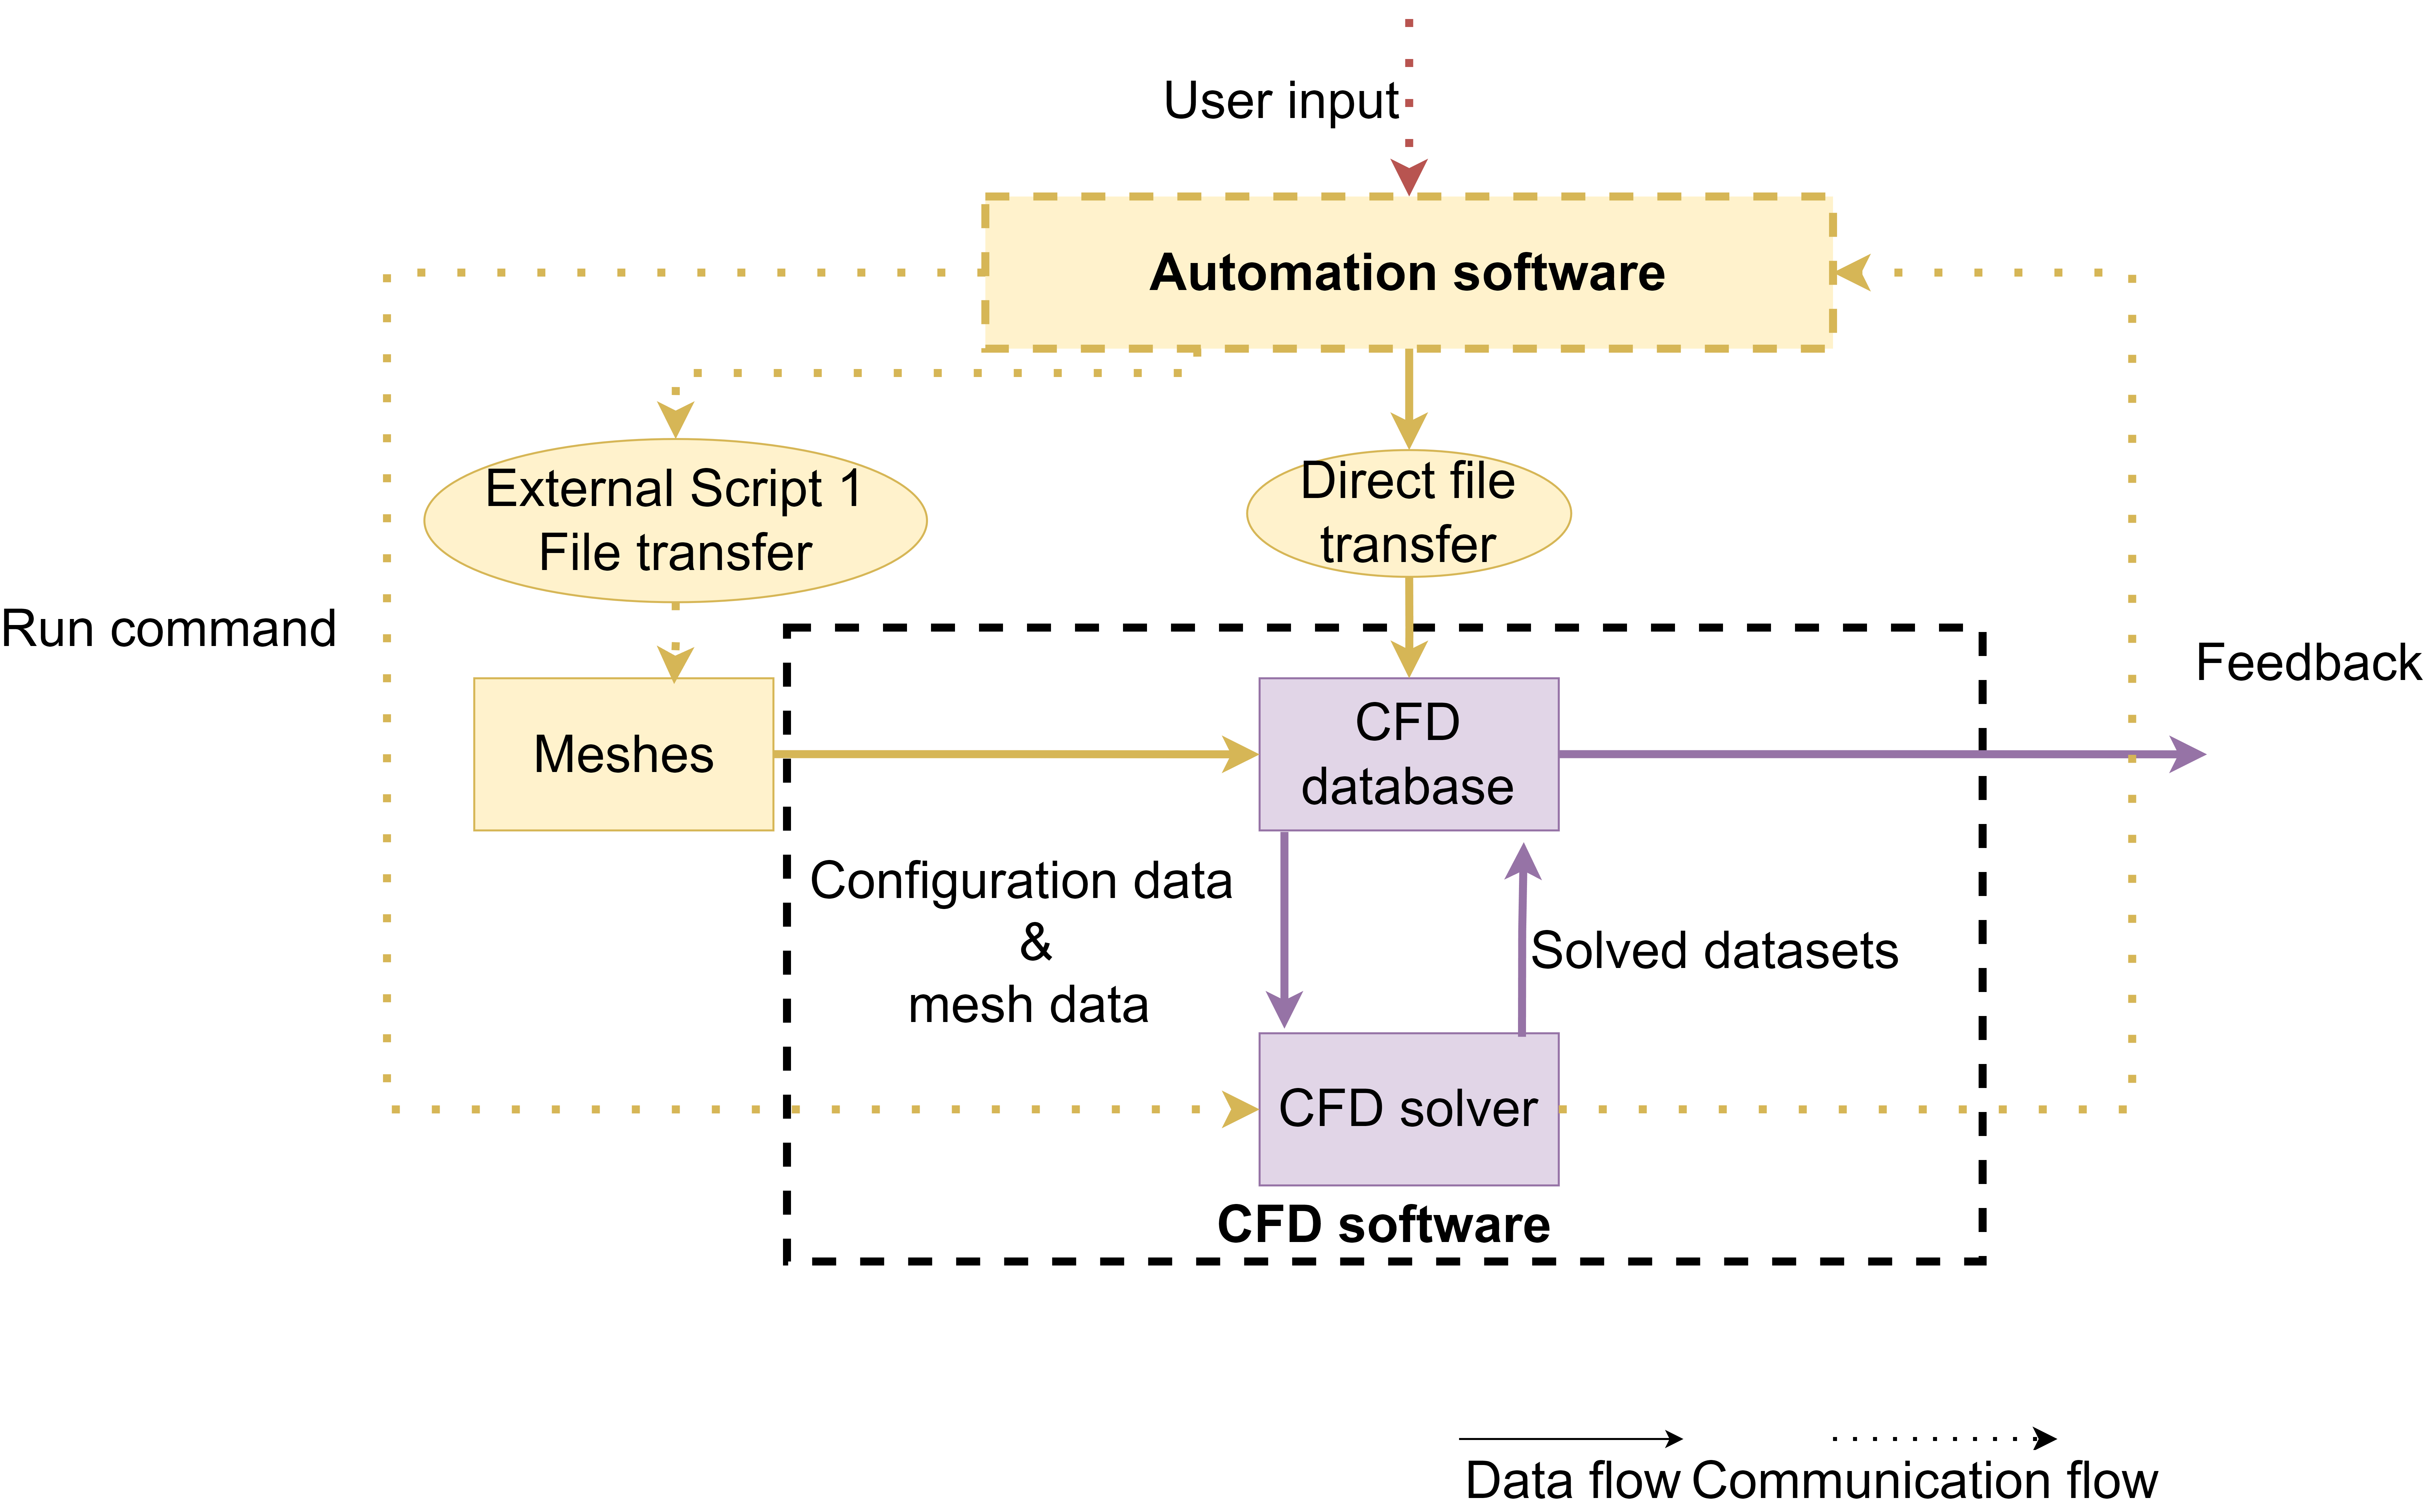 User input
Automation software
External Script 1
File transfer
Direct file
transfer
Run command
Feedback
Meshes
CFD
database
Configuration data
&
mesh data
Solved datasets
CFD solver
CFD software
Data flow
Communication flow